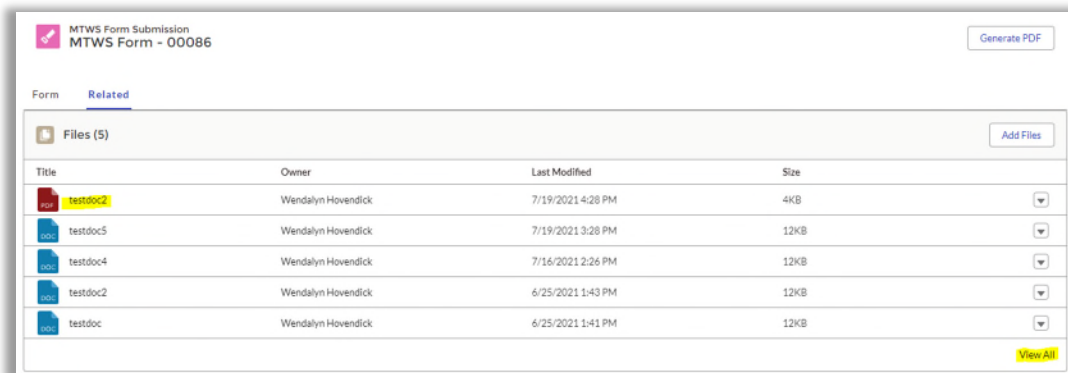 MTWS Form Submission
MTWS Form - 00086
Generate PDF
Form Related
Files (5)
Add Files
Title Owner Last Modified Size
PDF testdoc2 Wendalyn Hovendick 7/19/2021 4:28 PM 4KB
DOC testdoc5 Wendalyn Hovendick 7/19/2021 3:28 PM 12KB
DOC testdoc4 Wendalyn Hovendick 7/16/2021 2:26 PM 12KB
DOC testdoc2 Wendalyn Hovendick 6/25/2021 1:43 PM 12KB
DOC testdoc Wendalyn Hovendick 6/25/2021 1:41 PM 12KB
View All